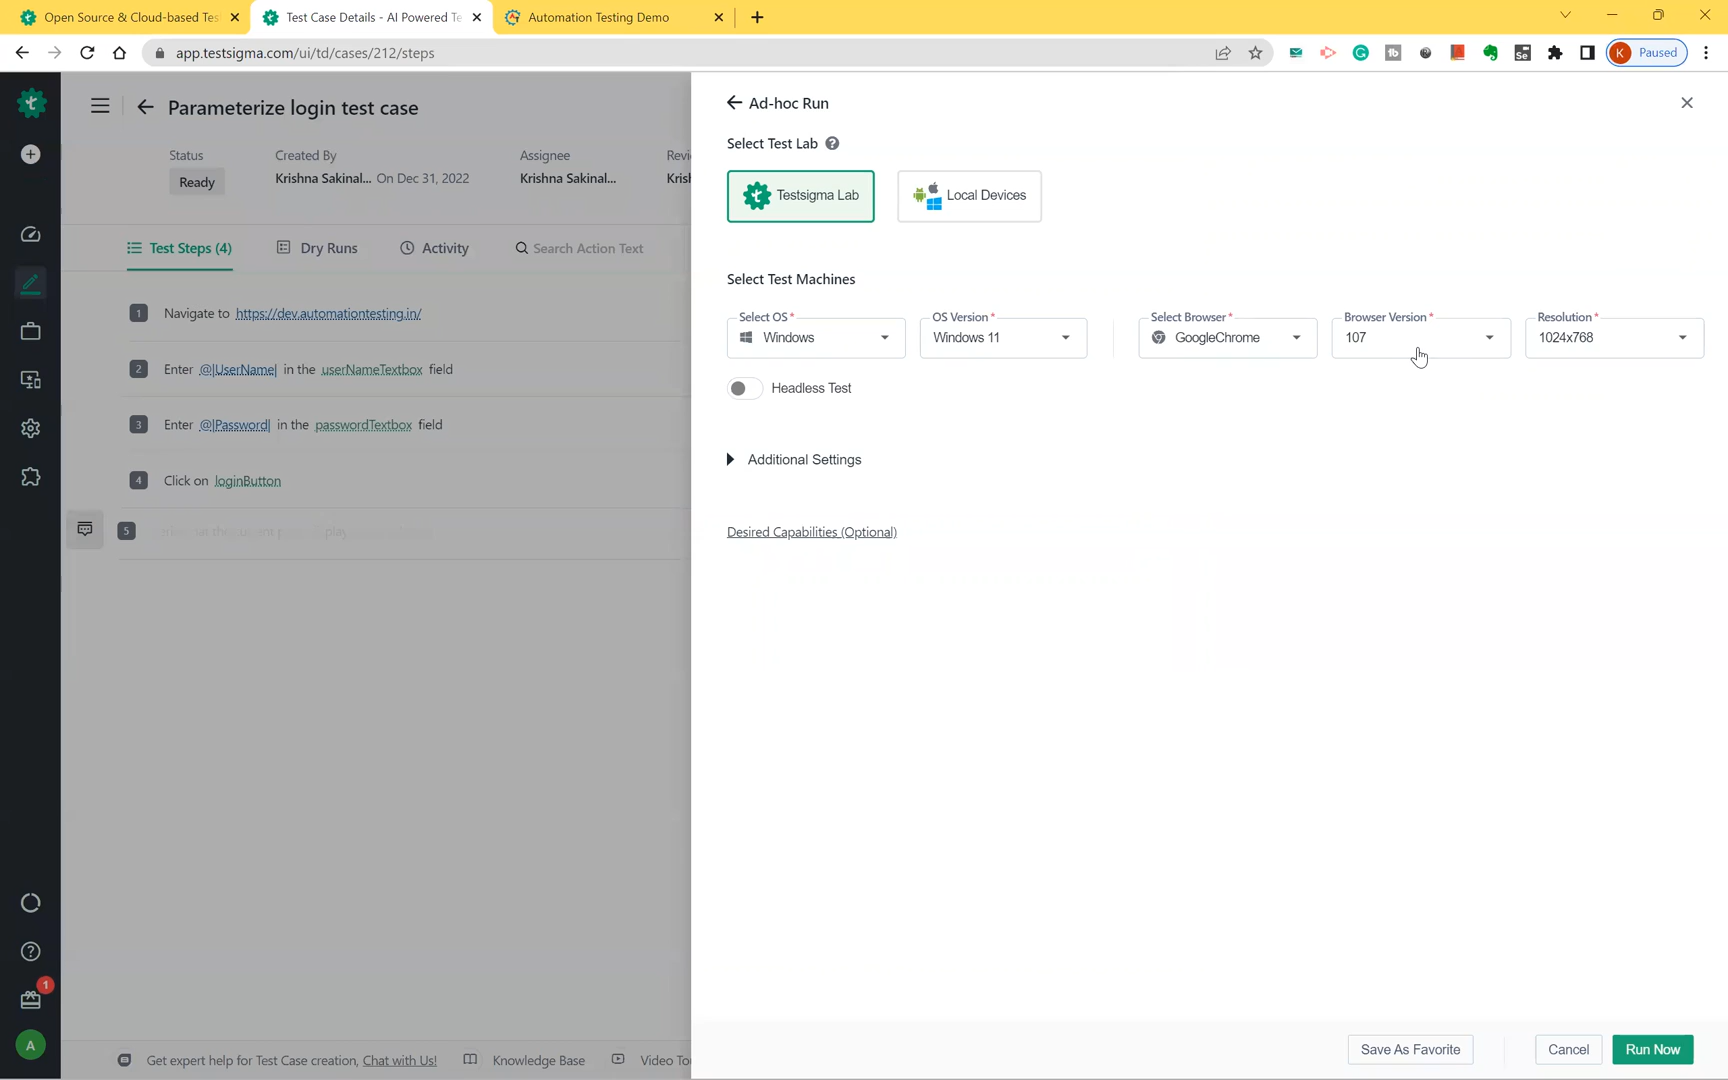 Open Source & Cloud-based Tes
Test Case Details - AI Powered Te
Automation Testing Demo
app.testsigma.com/ui/td/cases/212/steps
K Paused
Parameterize login test case
Status
Ready
Created By
Krishna Sakinal... On Dec 31, 2022
Assignee
Krishna Sakinal...
Revi
Krish
Test Steps (4)
Dry Runs
Activity
Search Action Text
1 Navigate to https://dev.automationtesting.in/
2 Enter @|UserName| in the userNameTextbox field
3 Enter @|Password| in the passwordTextbox field
4 Click on loginButton
5
Ad-hoc Run
Select Test Lab
Testsigma Lab
Local Devices
Select Test Machines
Select OS*
Windows
OS Version*
Windows 11
Select Browser*
GoogleChrome
Browser Version*
107
Resolution*
1024x768
Headless Test
Additional Settings
Desired Capabilities (Optional)
1
A
Get expert help for Test Case creation, Chat with Us!
Knowledge Base
Video Tou
Save As Favorite
Cancel
Run Now